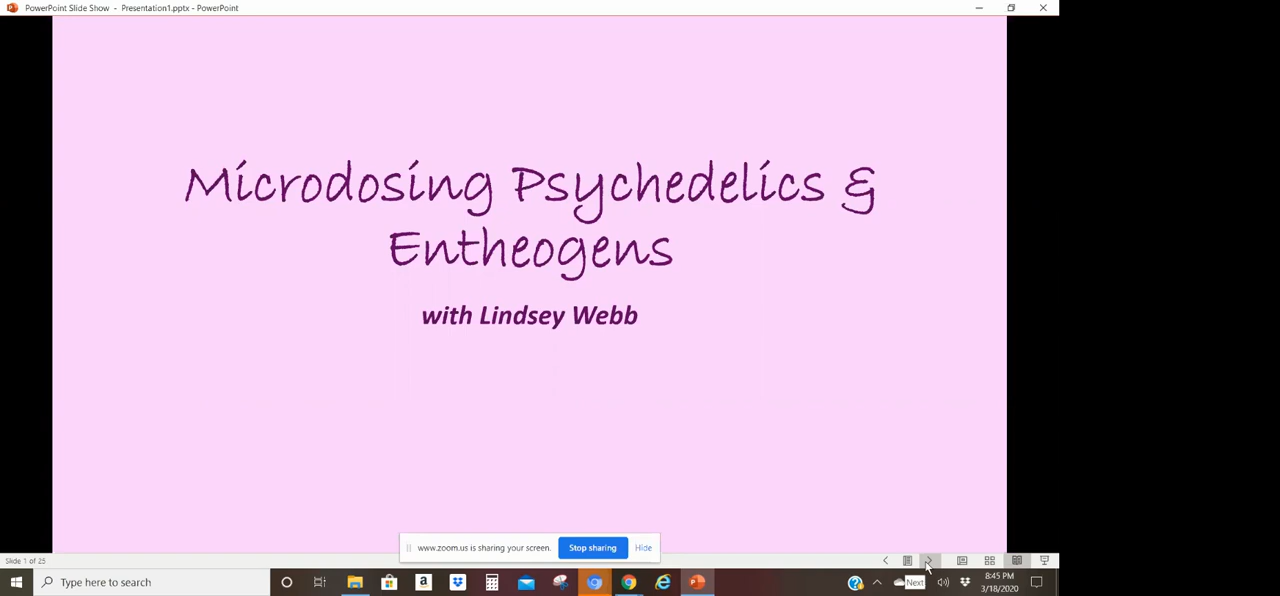 PowerPoint Slide Show - Presentation1.pptx - PowerPoint
Microdosing Psychedelics &
Entheogens
with Lindsey Webb
www.zoom.us is sharing your screen. Stop sharing Hide
Slide 1 of 25
Type here to search
Next
8:45 PM
3/18/2020